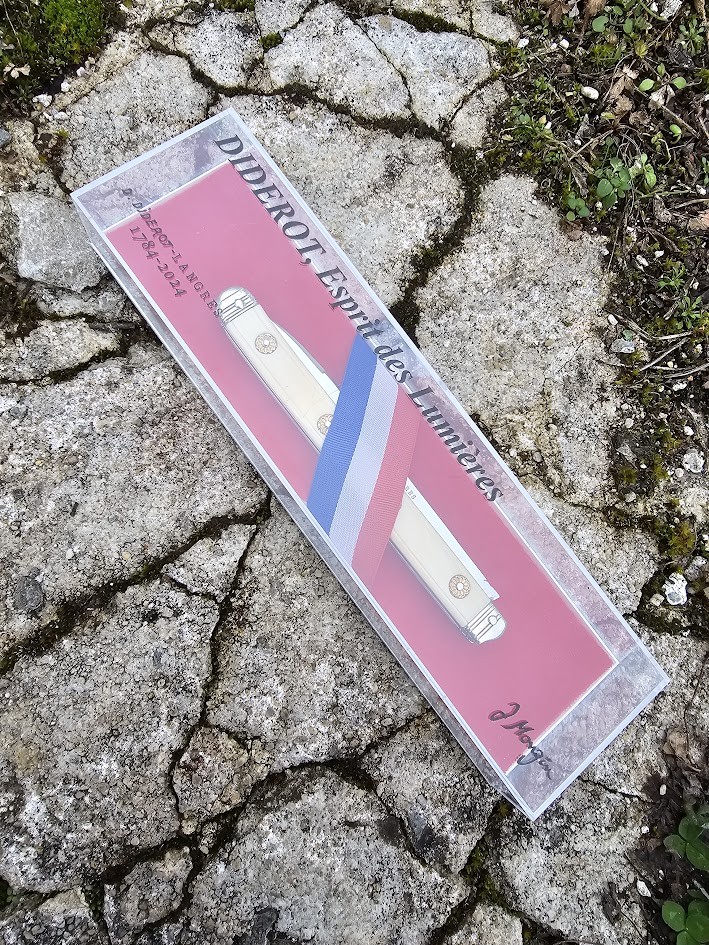 DIDEROT, Esprit des Lumières
D. DIDEROT-LANGRES
1784-2024
J Mongin